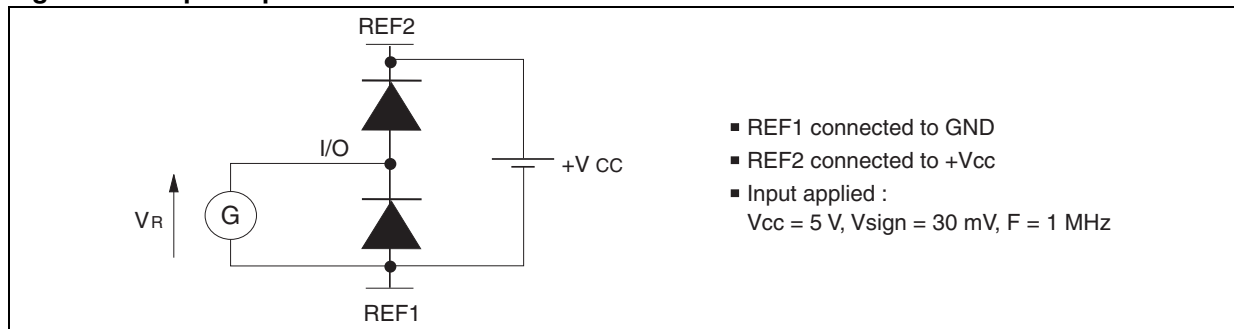 REF2
I/O
+V CC
VR
G
REF1
▪ REF1 connected to GND
▪ REF2 connected to +Vcc
▪ Input applied :
Vcc = 5 V, Vsign = 30 mV, F = 1 MHz